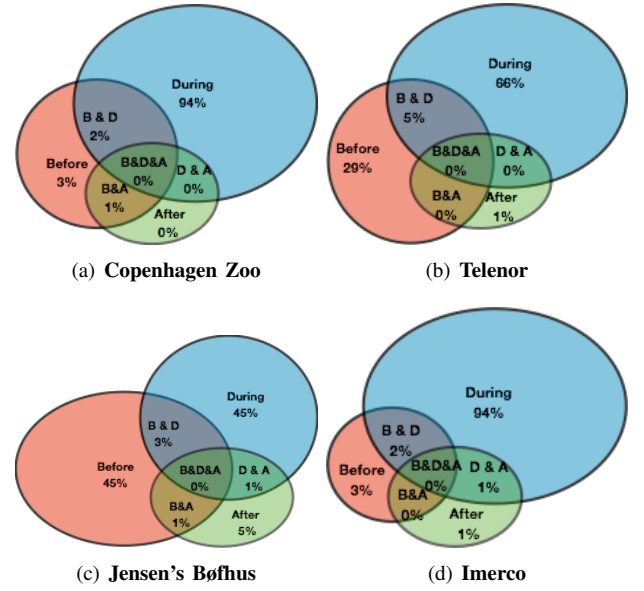 During
94%
B & D
2%
Before
3%
B&D&A
0%
D & A
0%
B&A
1%
After
0%
(a) Copenhagen Zoo
During
66%
B & D
5%
Before
29%
B&D&A
0%
D & A
0%
B&A
0%
After
1%
(b) Telenor
During
45%
B & D
3%
Before
45%
B&D&A
0%
D & A
1%
B&A
1%
After
5%
(c) Jensen's Bøfhus
During
94%
B & D
2%
Before
3%
B&D&A
0%
D & A
1%
B&A
0%
After
1%
(d) Imerco